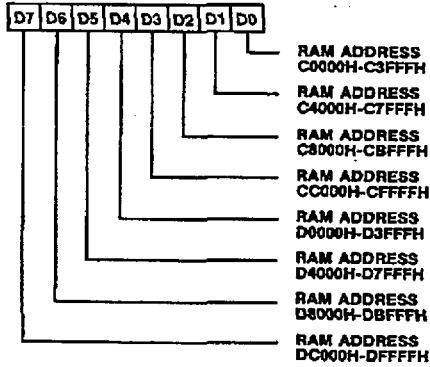 D7 D6 D5 D4 D3 D2 D1 D0
RAM ADDRESS
C0000H-C3FFFH
RAM ADDRESS
C4000H-C7FFFH
RAM ADDRESS
C8000H-CBFFFH
RAM ADDRESS
CC000H-CFFFFH
RAM ADDRESS
D0000H-D3FFFH
RAM ADDRESS
D4000H-D7FFFH
RAM ADDRESS
D8000H-DBFFFH
RAM ADDRESS
DC000H-DFFFFH